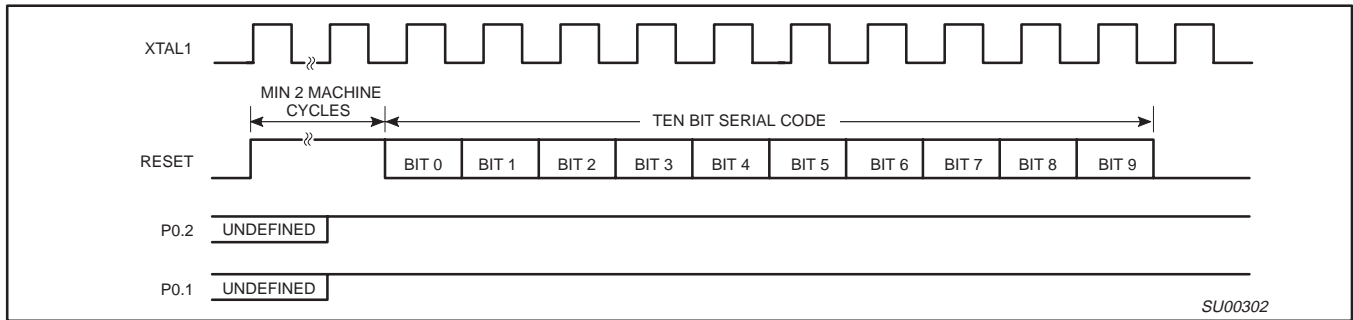 XTAL1
MIN 2 MACHINE
CYCLES
TEN BIT SERIAL CODE
RESET
BIT 0 BIT 1 BIT 2 BIT 3 BIT 4 BIT 5 BIT 6 BIT 7 BIT 8 BIT 9
P0.2 UNDEFINED
P0.1 UNDEFINED
SU00302